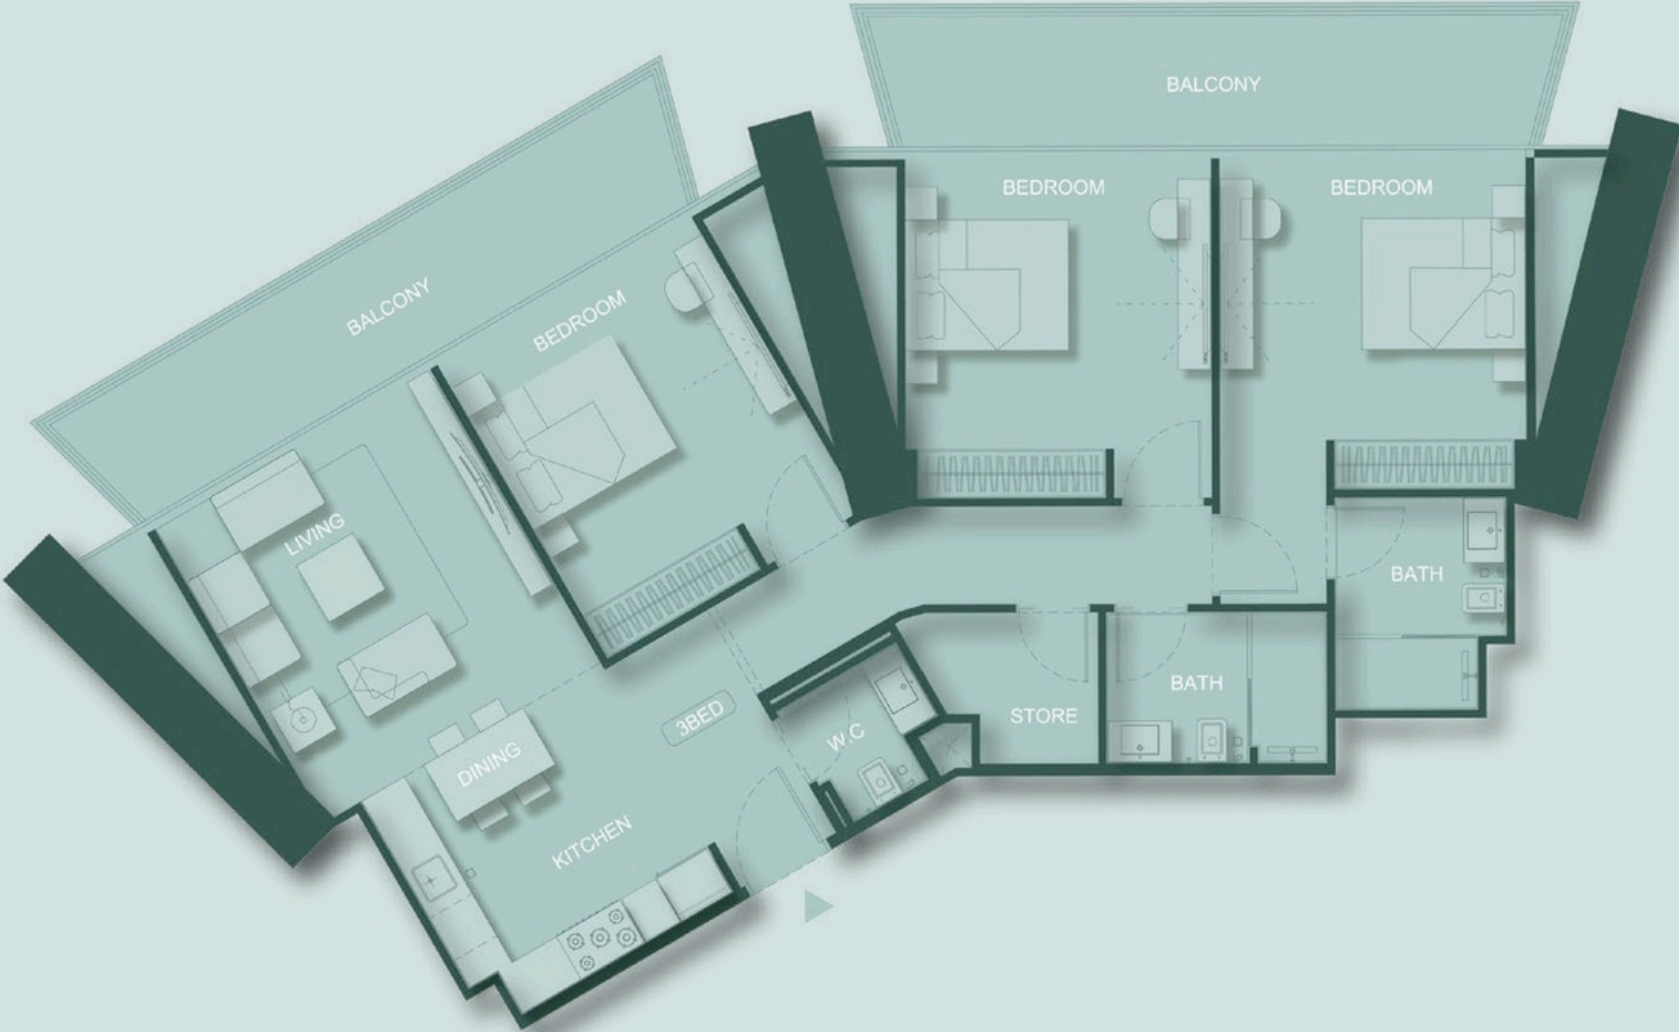 BALCONY
BEDROOM
BEDROOM
BALCONY
BEDROOM
LIVING
BATH
BATH
STORE
3BED
W.C
DINING
KITCHEN